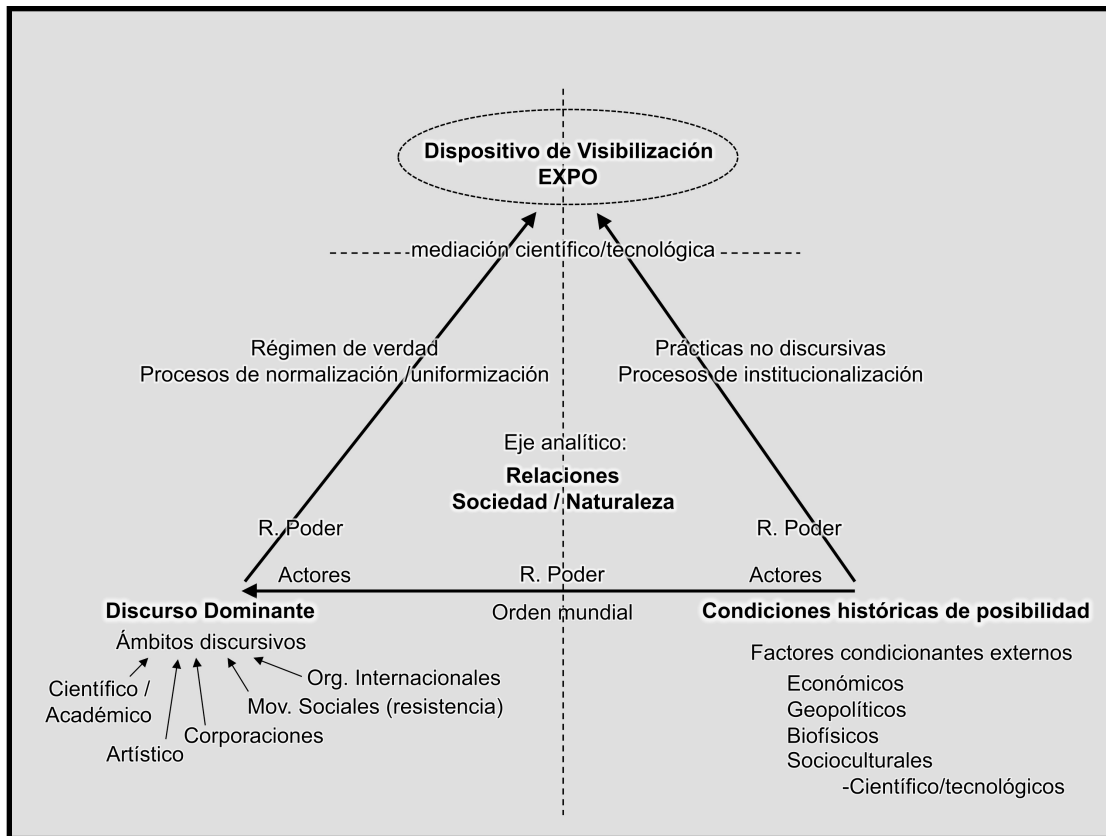 Dispositivo de Visibilización
EXPO
mediación científico/tecnológica
Régimen de verdad
Procesos de normalización /uniformización
Prácticas no discursivas
Procesos de institucionalización
Eje analítico:
Relaciones
Sociedad / Naturaleza
R. Poder
R. Poder
Actores
R. Poder
Actores
Discurso Dominante
Orden mundial
Condiciones históricas de posibilidad
Ámbitos discursivos
Científico /
Académico
Artístico
Corporaciones
Mov. Sociales (resistencia)
Org. Internacionales
Factores condicionantes externos
Económicos
Geopolíticos
Biofísicos
Socioculturales
-Científico/tecnológicos